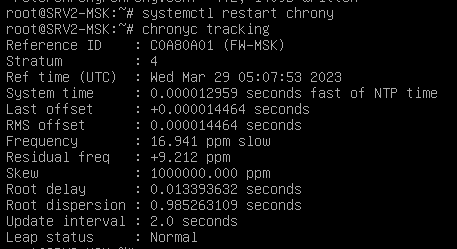 root@SRV2-MSK:~# systemctl restart chrony
root@SRV2-MSK:~# chronyc tracking
Reference ID    : C0A80A01 (FW-MSK)
Stratum         : 4
Ref time (UTC)  : Wed Mar 29 05:07:53 2023
System time     : 0.000012959 seconds fast of NTP time
Last offset     : +0.000014464 seconds
RMS offset      : 0.000014464 seconds
Frequency       : 16.941 ppm slow
Residual freq   : +9.212 ppm
Skew            : 1000000.000 ppm
Root delay      : 0.013393632 seconds
Root dispersion : 0.985263109 seconds
Update interval : 2.0 seconds
Leap status     : Normal